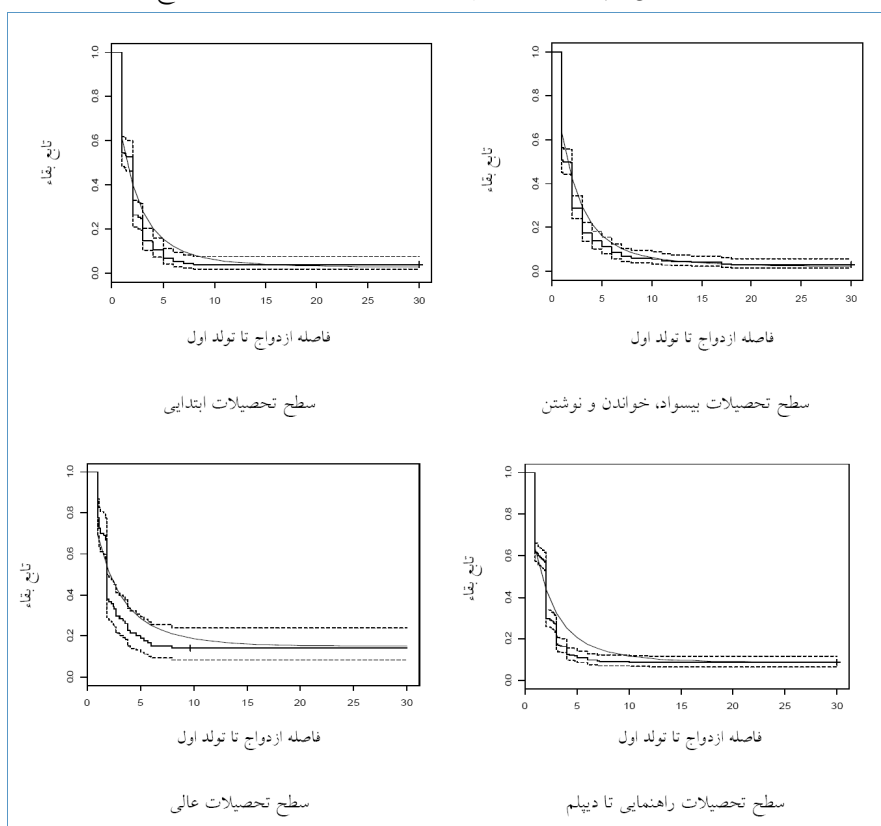 تابع بقاء
0.0 0.2 0.4 0.6 0.8 1.0
0 5 10 15 20 25 30
فاصله ازدواج تا تولد اول
سطح تحصیلات بیسواد، خواندن و نوشتن
تابع بقاء
0.0 0.2 0.4 0.6 0.8 1.0
0 5 10 15 20 25 30
فاصله ازدواج تا تولد اول
سطح تحصیلات ابتدایی
تابع بقاء
0.0 0.2 0.4 0.6 0.8 1.0
0 5 10 15 20 25 30
فاصله ازدواج تا تولد اول
سطح تحصیلات راهنمایی تا دیپلم
تابع بقاء
0.0 0.2 0.4 0.6 0.8 1.0
0 5 10 15 20 25 30
فاصله ازدواج تا تولد اول
سطح تحصیلات عالی